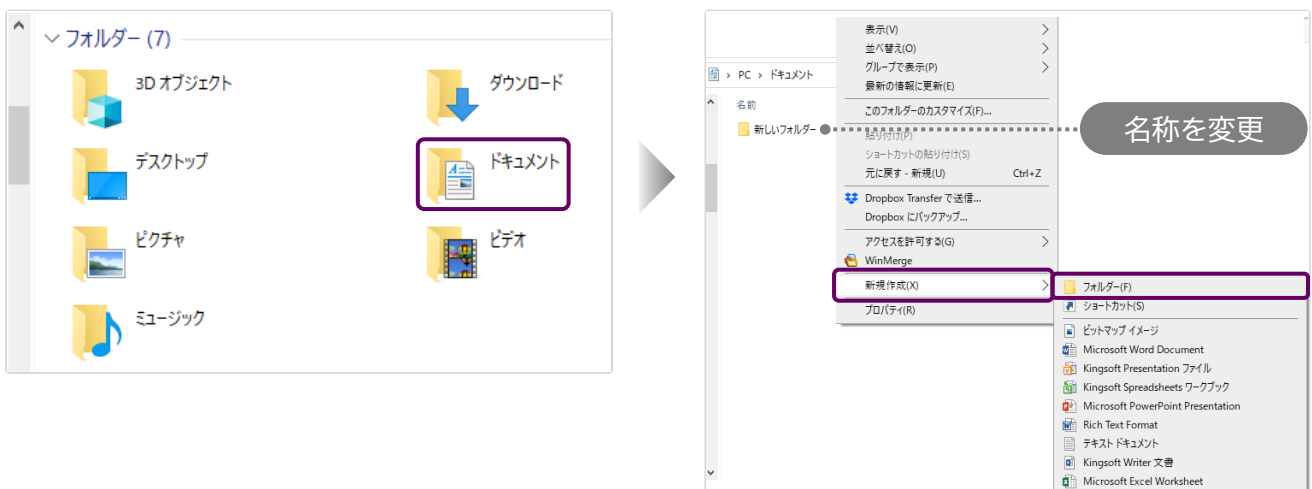 フォルダー (7)
3D オブジェクト
ダウンロード
デスクトップ
ドキュメント
ピクチャ
ビデオ
ミュージック
PC › ドキュメント
名前
新しいフォルダー
名称を変更
表示(V)
並べ替え(O)
グループで表示(P)
最新の情報に更新(E)
このフォルダーのカスタマイズ(F)...
貼り付け(P)
ショートカットの貼り付け(S)
元に戻す - 新規(U) Ctrl+Z
Dropbox Transfer で送信...
Dropbox にバックアップ...
アクセスを許可する(G)
WinMerge
新規作成(X)
プロパティ(R)
フォルダー(F)
ショートカット(S)
ビットマップ イメージ
Microsoft Word Document
Kingsoft Presentation ファイル
Kingsoft Spreadsheets ワークブック
Microsoft PowerPoint Presentation
Rich Text Format
テキスト ドキュメント
Kingsoft Writer 文書
Microsoft Excel Worksheet